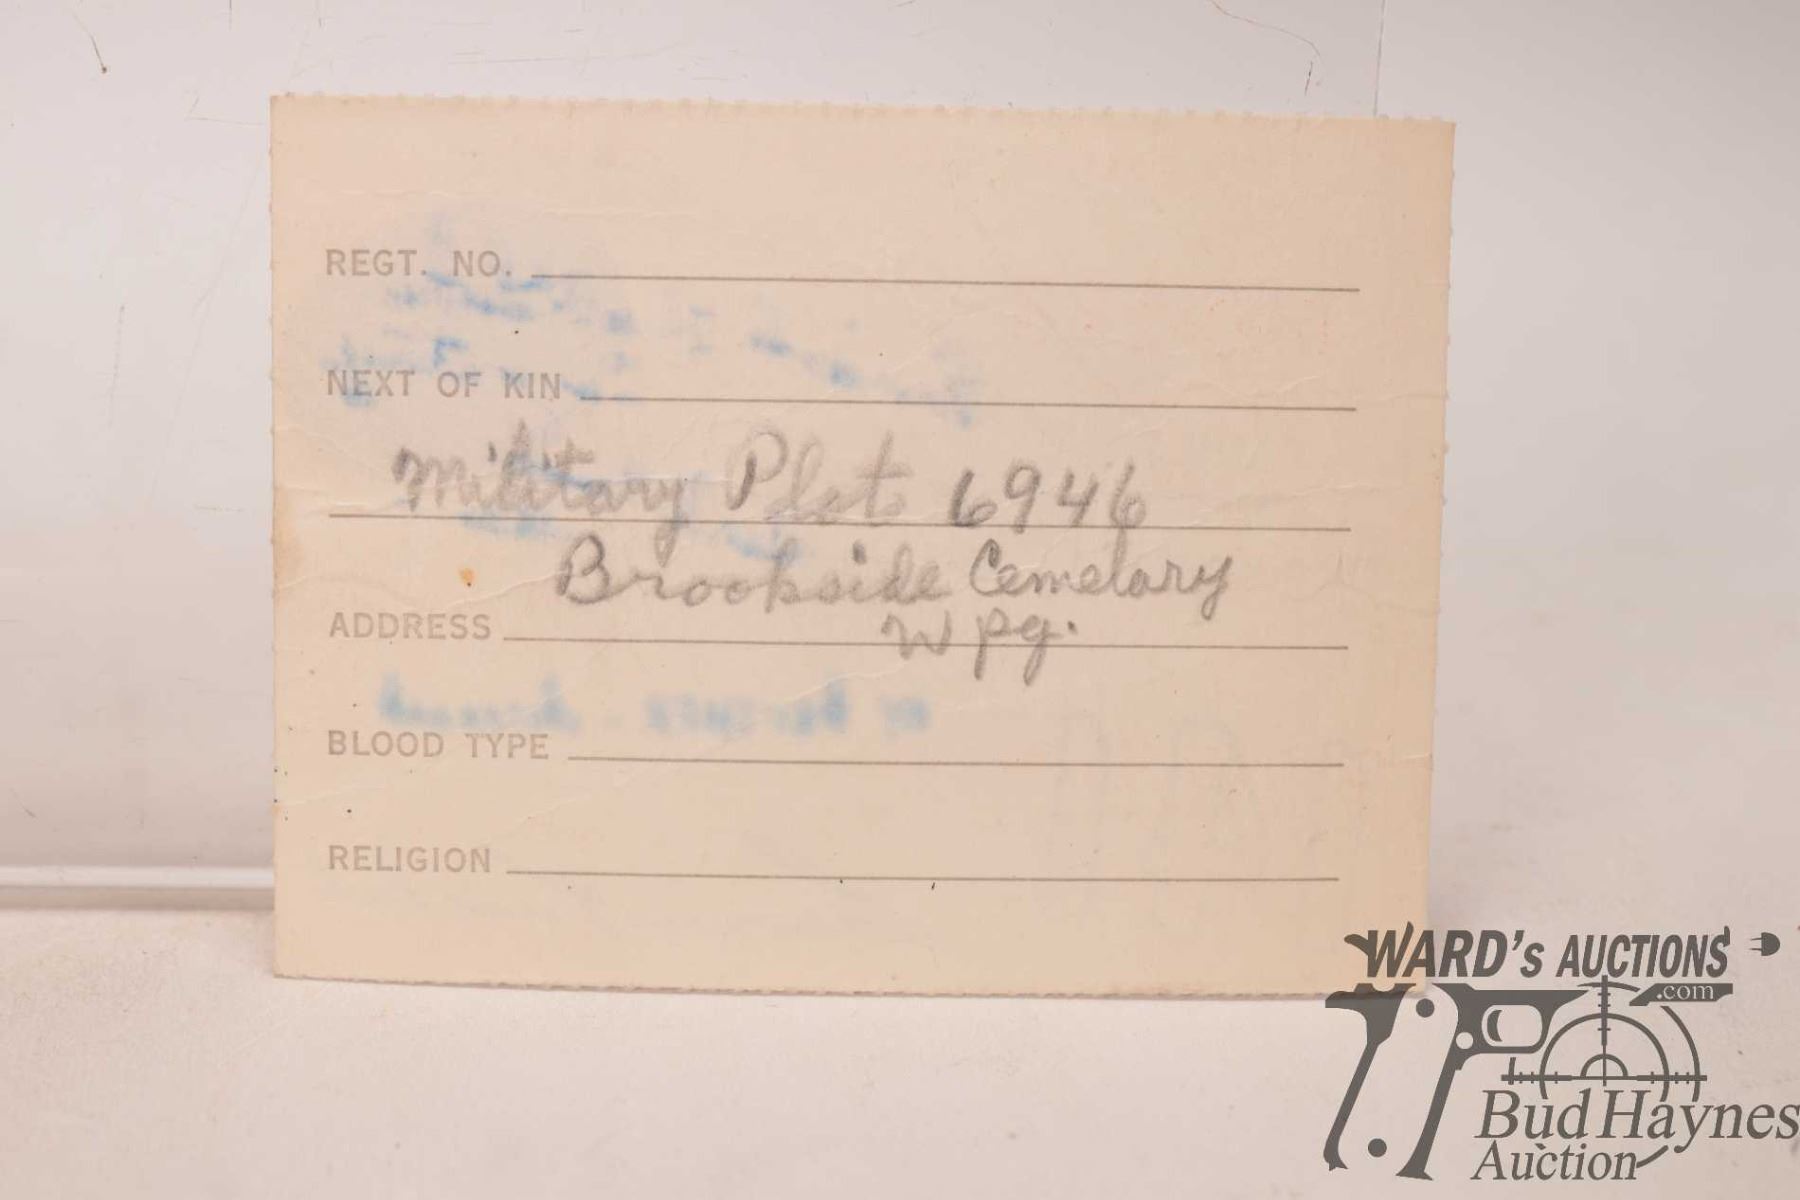 REGT. NO.
NEXT OF KIN
Military Plot 6946
Brookside Cemetary
ADDRESS
Wpg.
BLOOD TYPE
RELIGION
WARD's AUCTIONS
.com
Bud Haynes
Auction